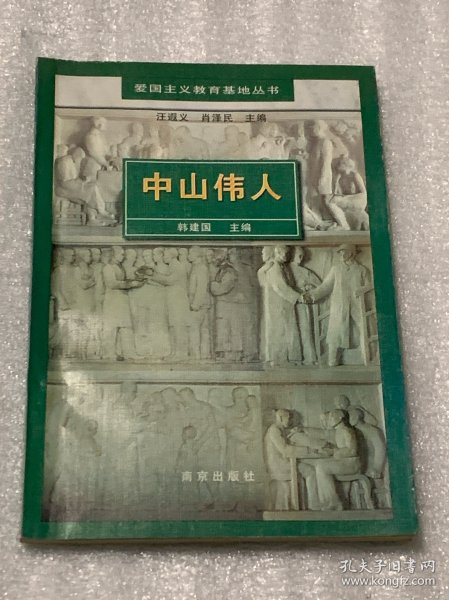 爱国主义教育基地丛书
汪遐义 肖泽民 主编
中山伟人
韩建国 主编
南京出版社
孔夫子旧书网
www.kongfz.com